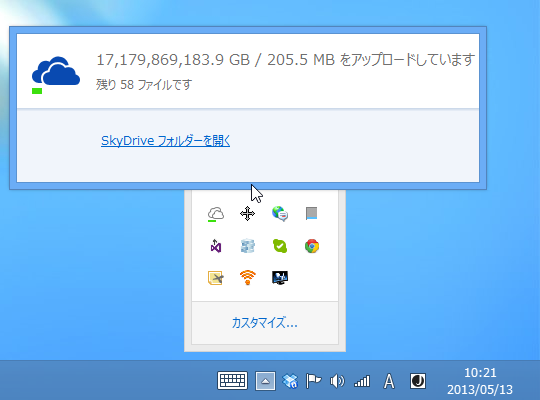 17,179,869,183.9 GB / 205.5 MB をアップロードしています
残り 58 ファイルです
SkyDrive フォルダーを開く
カスタマイズ...
A
10:21
2013/05/13